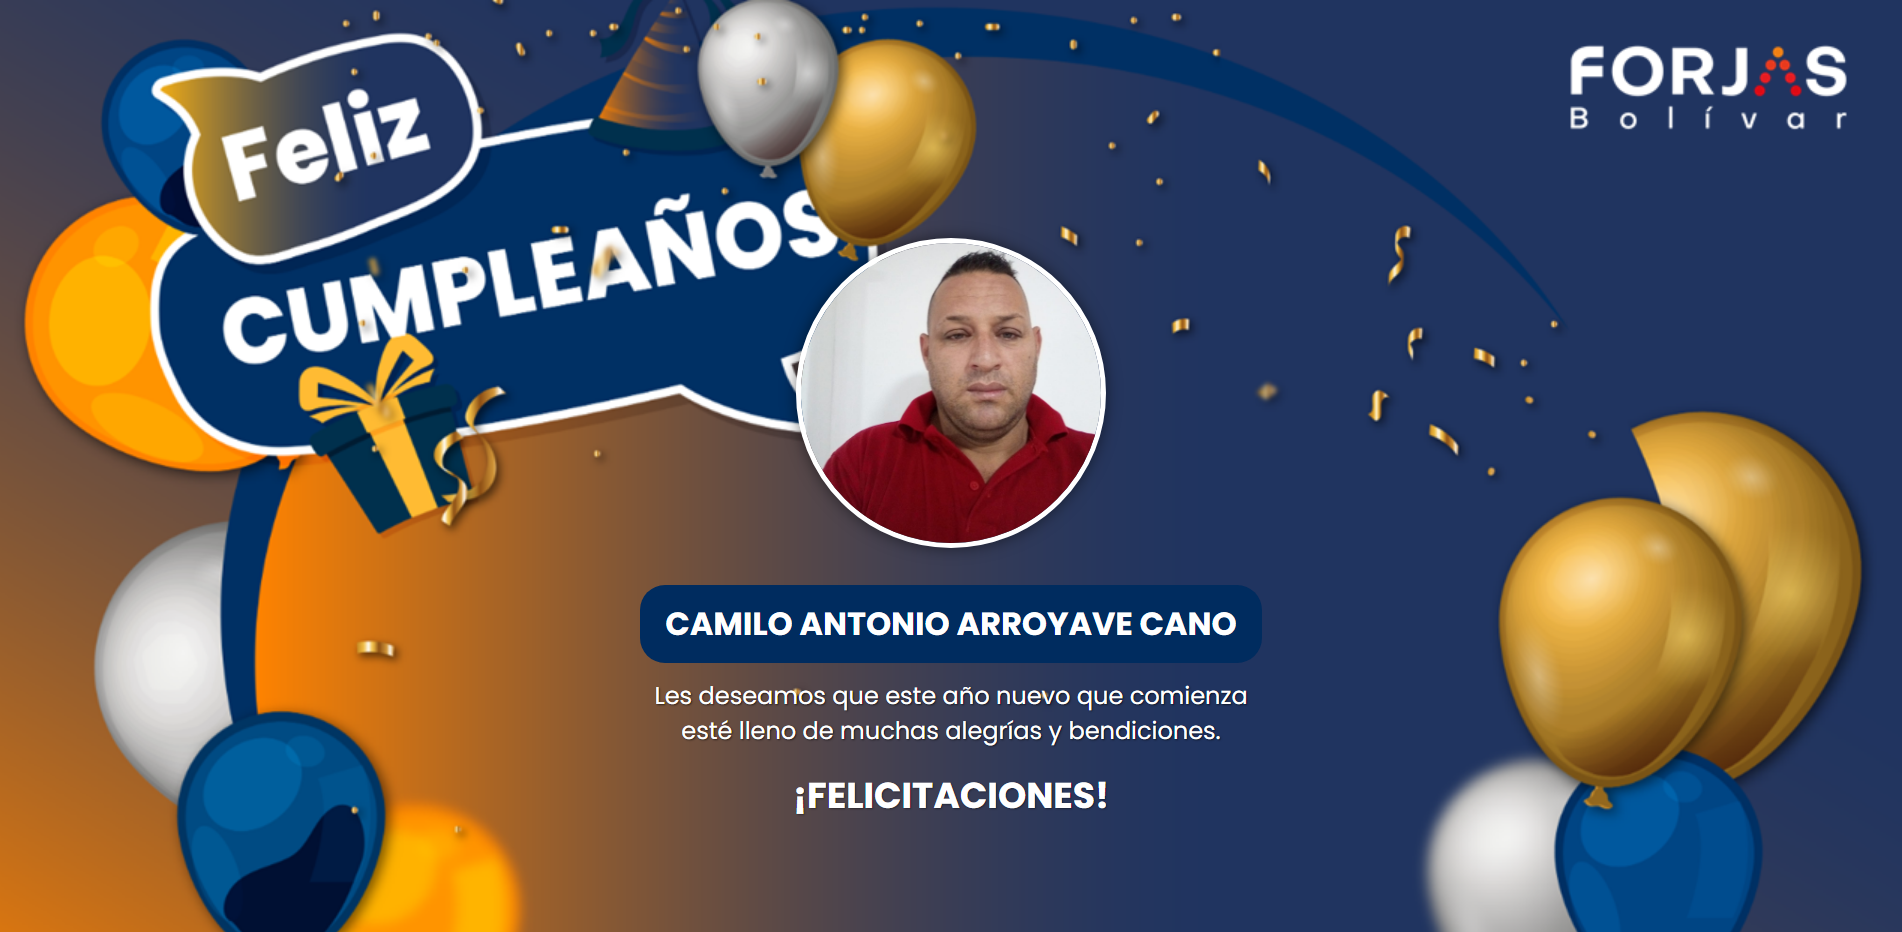 Feliz
CUMPLEAÑOS
FORJAS
Bolívar
CAMILO ANTONIO ARROYAVE CANO
Les deseamos que este año nuevo que comienza
esté lleno de muchas alegrías y bendiciones.
¡FELICITACIONES!